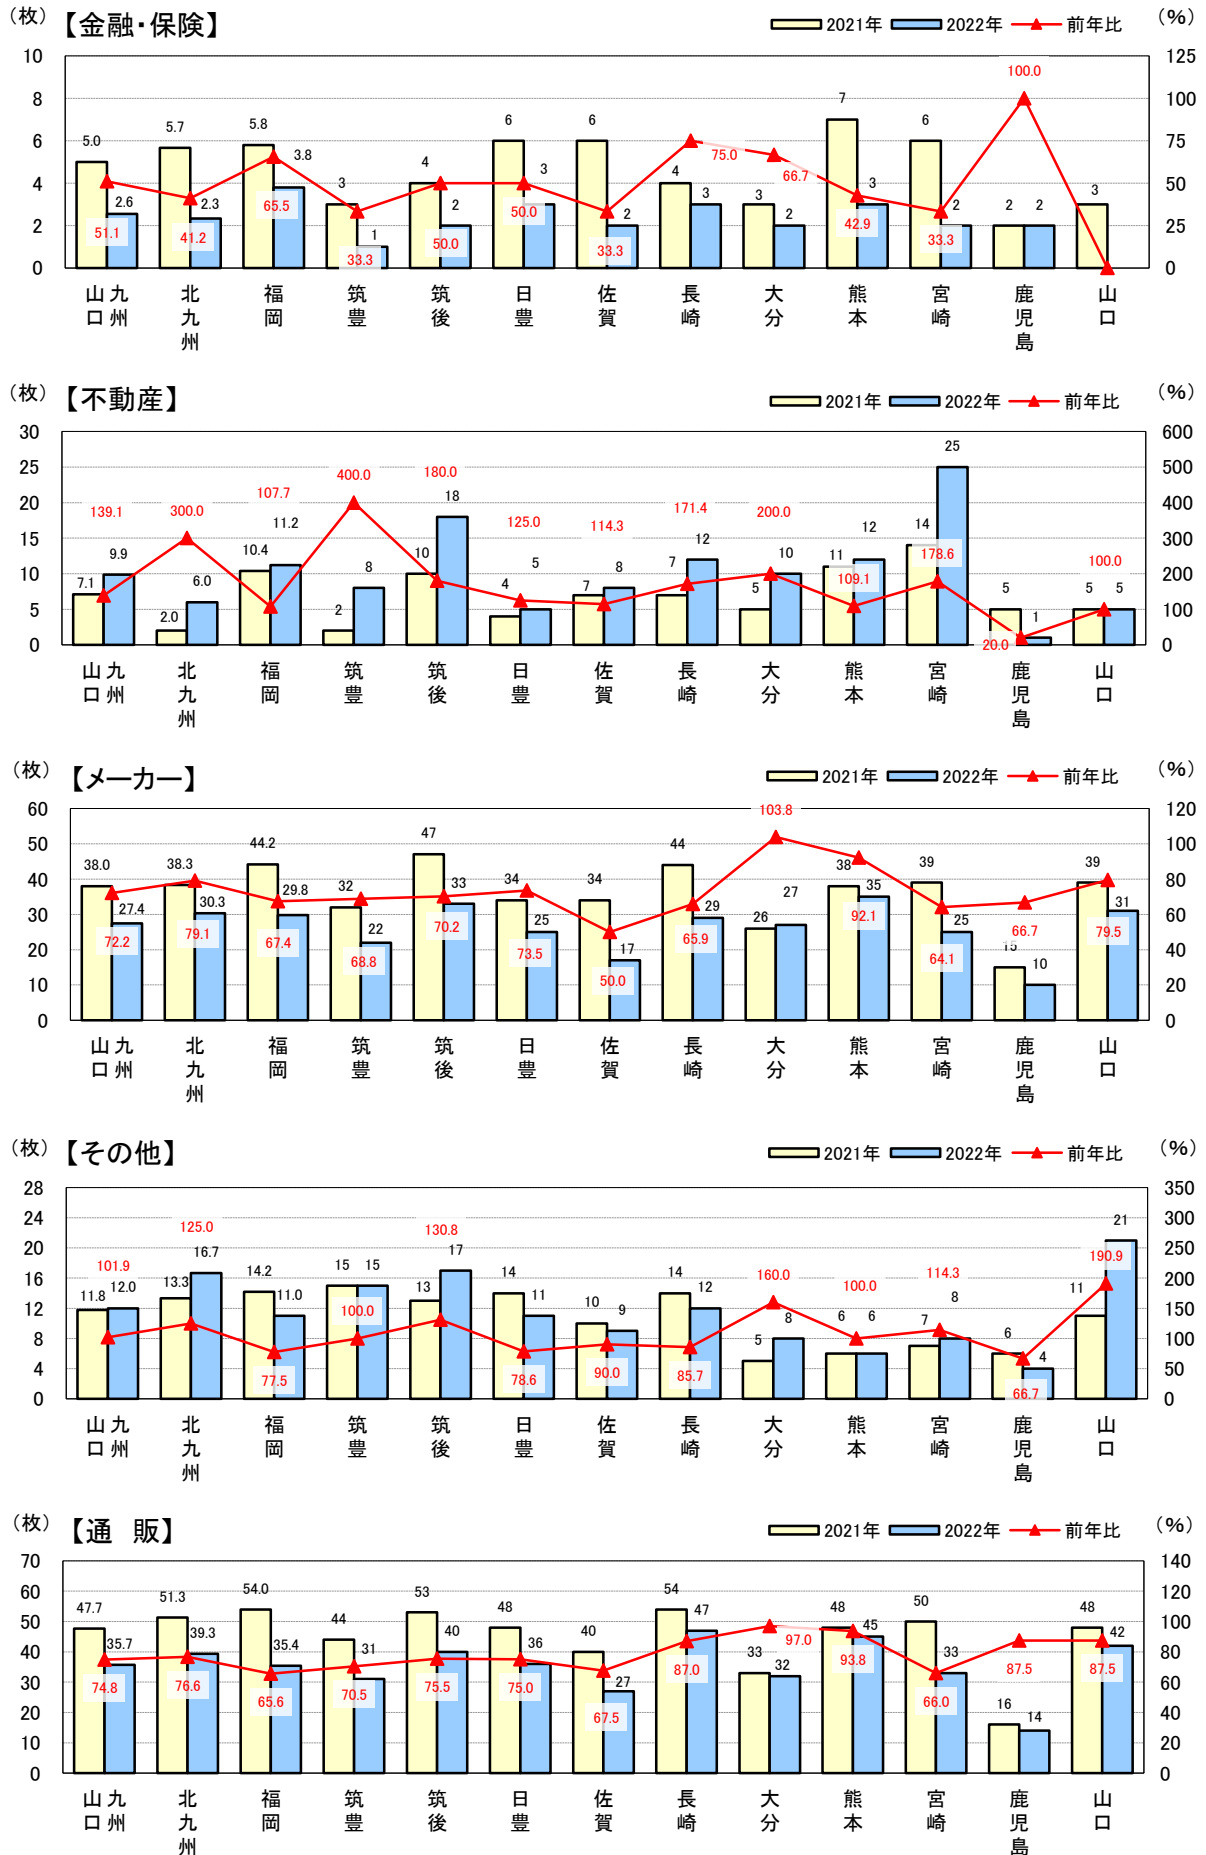 (枚) 【金融・保険】 2021年 2022年 前年比 (%)
10 125
8 100
6 75
4 50
2 25
0 0
5.0 5.7 5.8 3 4 6 6 4 3 7 6 2 3
2.6 2.3 3.8 1 2 3 2 3 2 3 2 2
51.1 41.2 65.5 33.3 50.0 50.0 33.3 75.0 66.7 42.9 33.3 100.0
九州山口 北九州 福岡 筑豊 筑後 日豊 佐賀 長崎 大分 熊本 宮崎 鹿児島 山口
(枚) 【不動産】 2021年 2022年 前年比 (%)
30 600
25 500
20 400
15 300
10 200
5 100
0 0
7.1 2.0 10.4 2 10 4 7 7 5 11 14 5 5
9.9 6.0 11.2 8 18 5 8 12 10 12 25 1 5
139.1 300.0 107.7 400.0 180.0 125.0 114.3 171.4 200.0 109.1 178.6 20.0 100.0
九州山口 北九州 福岡 筑豊 筑後 日豊 佐賀 長崎 大分 熊本 宮崎 鹿児島 山口
(枚) 【メーカー】 2021年 2022年 前年比 (%)
60 120
50 100
40 80
30 60
20 40
10 20
0 0
38.0 38.3 44.2 32 47 34 34 44 26 38 39 15 39
27.4 30.3 29.8 22 33 25 17 29 27 35 25 10 31
72.2 79.1 67.4 68.8 70.2 73.5 50.0 65.9 103.8 92.1 64.1 66.7 79.5
九州山口 北九州 福岡 筑豊 筑後 日豊 佐賀 長崎 大分 熊本 宮崎 鹿児島 山口
(枚) 【その他】 2021年 2022年 前年比 (%)
28 350
24 300
20 250
16 200
12 150
8 100
4 50
0 0
11.8 13.3 14.2 15 13 14 10 14 5 6 7 6 11
12.0 16.7 11.0 15 17 11 9 12 8 6 8 4 21
101.9 125.0 77.5 100.0 130.8 78.6 90.0 85.7 160.0 100.0 114.3 66.7 190.9
九州山口 北九州 福岡 筑豊 筑後 日豊 佐賀 長崎 大分 熊本 宮崎 鹿児島 山口
(枚) 【通 販】 2021年 2022年 前年比 (%)
70 140
60 120
50 100
40 80
30 60
20 40
10 20
0 0
47.7 51.3 54.0 44 53 48 40 54 33 48 50 16 48
35.7 39.3 35.4 31 40 36 27 47 32 45 33 14 42
74.8 76.6 65.6 70.5 75.5 75.0 67.5 87.0 97.0 93.8 66.0 87.5 87.5
九州山口 北九州 福岡 筑豊 筑後 日豊 佐賀 長崎 大分 熊本 宮崎 鹿児島 山口